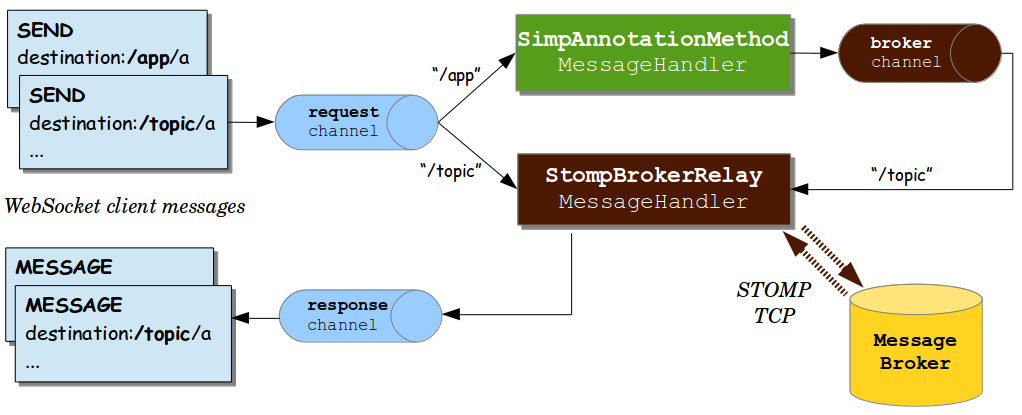 SEND
destination:/app/a
SEND
destination:/topic/a
...
WebSocket client messages
request
channel
“/app”
“/topic”
SimpAnnotationMethod
MessageHandler
broker
channel
StompBrokerRelay
MessageHandler
“/topic”
MESSAGE
MESSAGE
destination:/topic/a
...
response
channel
STOMP
TCP
Message
Broker